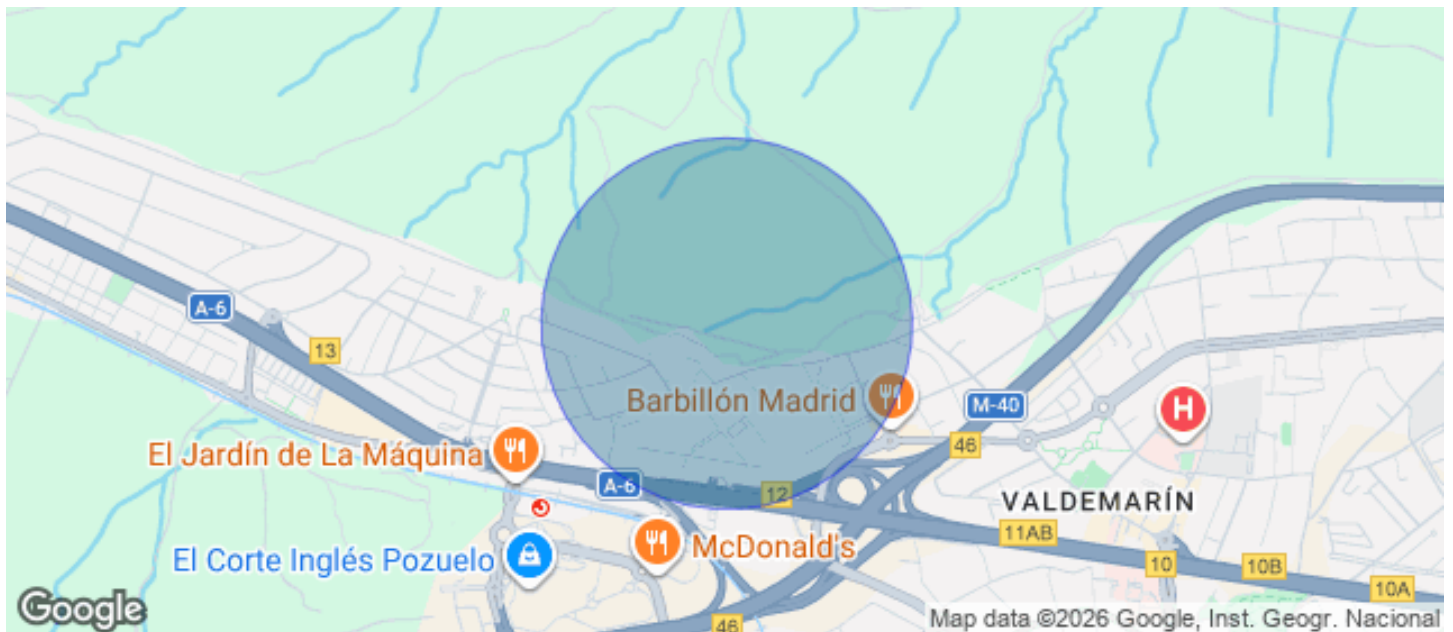 A-6
13
Barbillón Madrid
M-40
H
46
El Jardín de La Máquina
A-6
12
VALDEMARÍN
11AB
McDonald's
El Corte Inglés Pozuelo
10
10B
10A
46
Google
Map data ©2026 Google, Inst. Geogr. Nacional